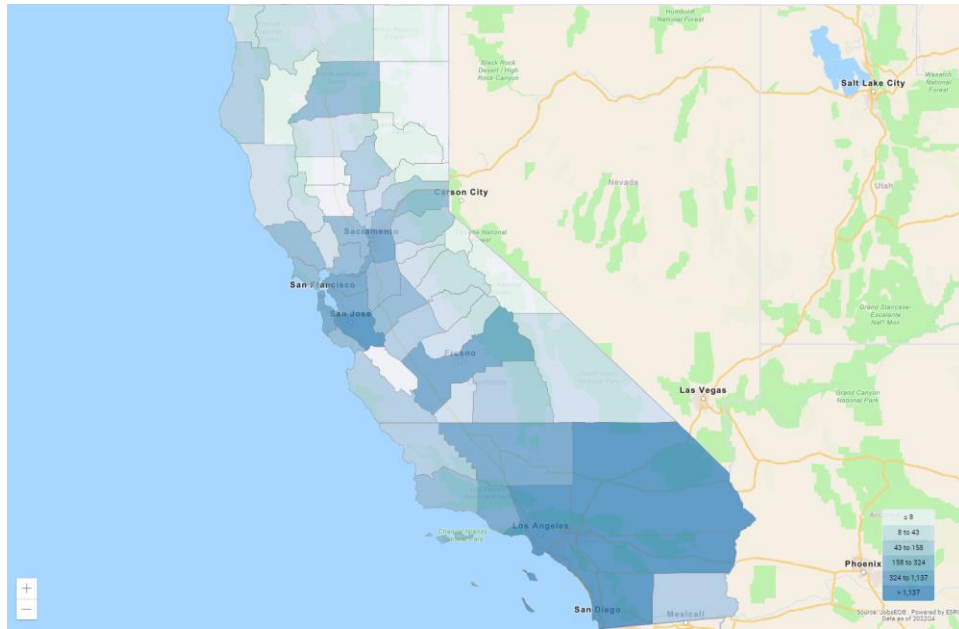 Humboldt
National Forest
Black Rock
Desert / High
Rock Canyon
Salt Lake City
Wasatch
National
Forest
Carson City
Nevada
Utah
Sacramento
San Francisco
San Jose
Fresno
Grand Staircase-
Escalante
Nat'l Mon
Las Vegas
Grand Canyon
National Park
Los Angeles
Channel Islands
Phoenix
San Diego
Mexicali
≤ 8
8 to 43
43 to 158
158 to 324
324 to 1,137
> 1,137
+
−
Source: JobsEQ®, Powered by ESRI
Data as of 2022Q4